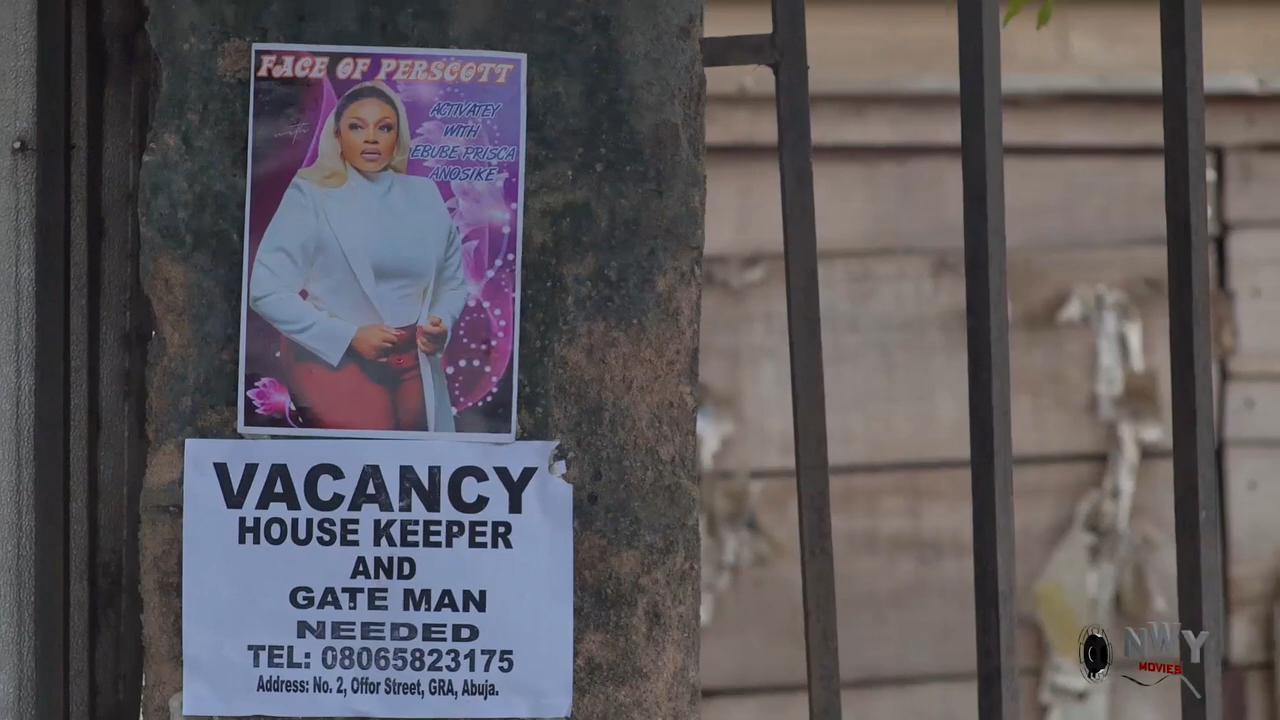 FACE OF PERSCOTT
with
ACTIVATEY
WITH
EBUBE PRISCA
ANOSIKE
VACANCY
HOUSE KEEPER
AND
GATE MAN
NEEDED
TEL: 08065823175
Address: No. 2, Offor Street, GRA, Abuja.
NWY
MOVIES